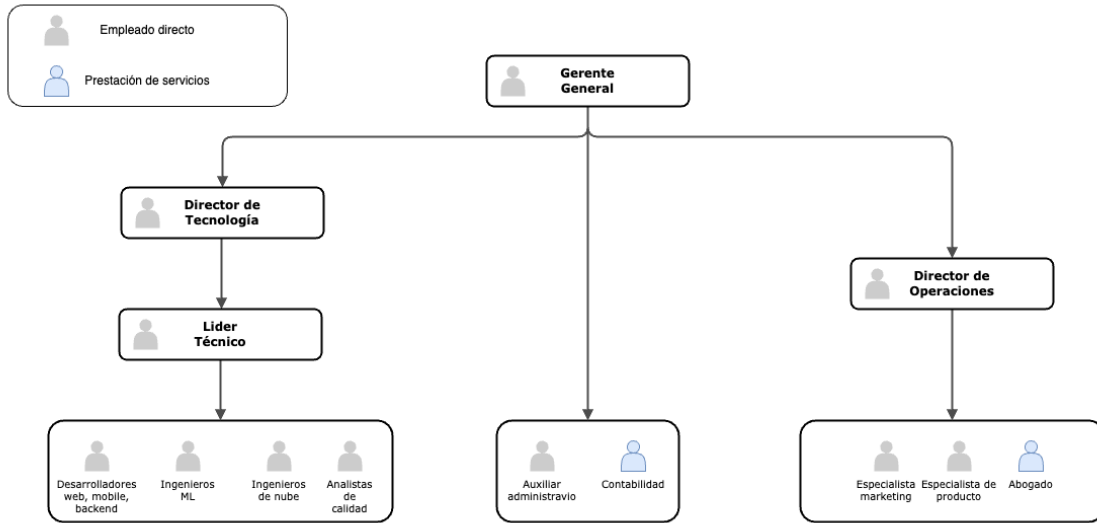 Empleado directo
Prestación de servicios
Gerente
General
Director de
Tecnología
Director de
Operaciones
Lider
Técnico
Desarrolladores
web, mobile,
backend
Ingenieros
ML
Ingenieros
de nube
Analistas
de
calidad
Auxiliar
administravio
Contabilidad
Especialista
marketing
Especialista de
producto
Abogado